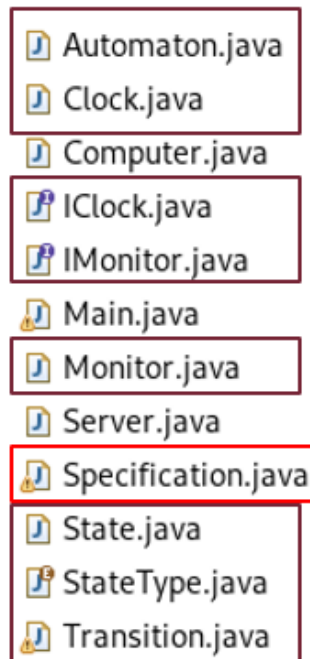 Automaton.java
Clock.java
Computer.java
IClock.java
IMonitor.java
Main.java
Monitor.java
Server.java
Specification.java
State.java
StateType.java
Transition.java